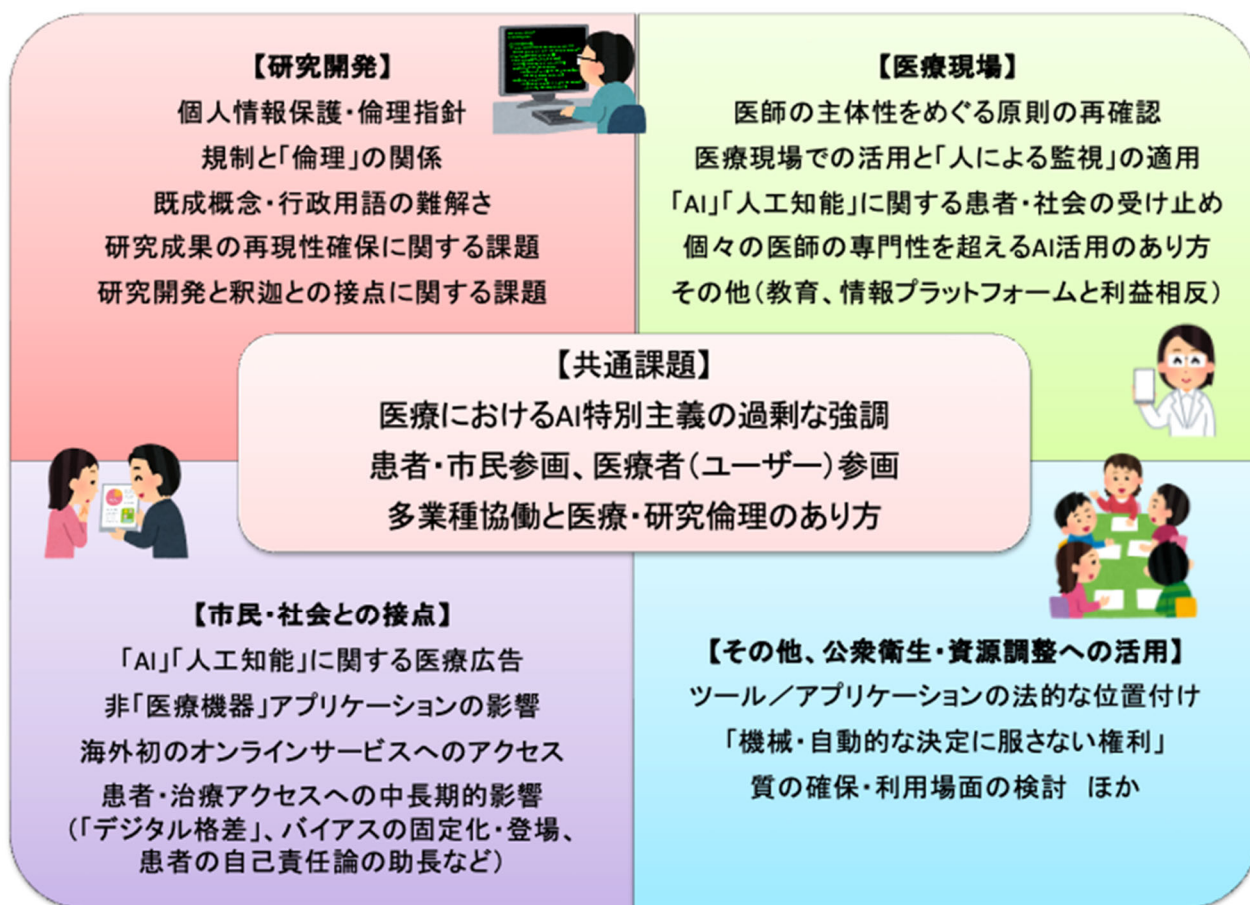 【研究開発】
個人情報保護・倫理指針
規制と「倫理」の関係
既成概念・行政用語の難解さ
研究成果の再現性確保に関する課題
研究開発と釈迦との接点に関する課題
【医療現場】
医師の主体性をめぐる原則の再確認
医療現場での活用と「人による監視」の適用
「AI」「人工知能」に関する患者・社会の受け止め
個々の医師の専門性を超えるAI活用のあり方
その他（教育、情報プラットフォームと利益相反）
【共通課題】
医療におけるAI特別主義の過剰な強調
患者・市民参画、医療者（ユーザー）参画
多業種協働と医療・研究倫理のあり方
【市民・社会との接点】
「AI」「人工知能」に関する医療広告
非「医療機器」アプリケーションの影響
海外初のオンラインサービスへのアクセス
患者・治療アクセスへの中長期的影響
（「デジタル格差」、バイアスの固定化・登場、
患者の自己責任論の助長など）
【その他、公衆衛生・資源調整への活用】
ツール／アプリケーションの法的な位置付け
「機械・自動的な決定に服さない権利」
質の確保・利用場面の検討　ほか